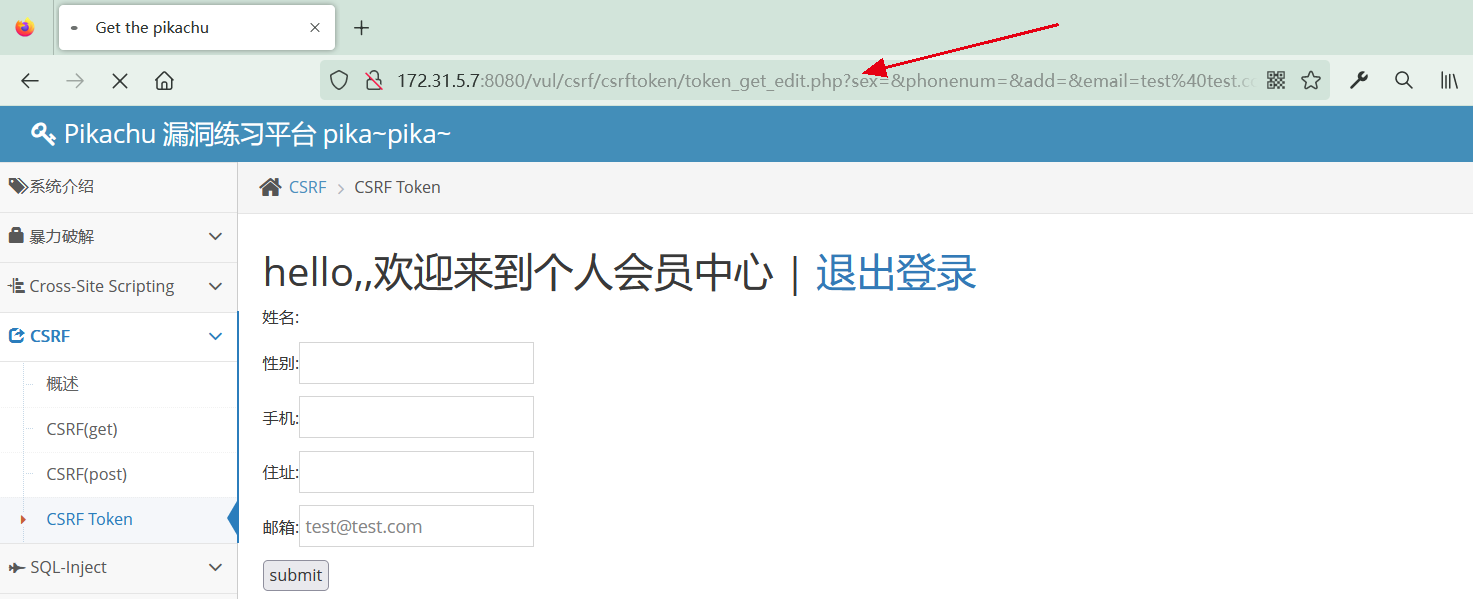 Get the pikachu
172.31.5.7:8080/vul/csrf/csrftoken/token_get_edit.php?sex=&phonenum=&add=&email=test%40test.co
Pikachu 漏洞练习平台 pika~pika~
系统介绍
暴力破解
Cross-Site Scripting
CSRF
概述
CSRF(get)
CSRF(post)
CSRF Token
SQL-Inject
CSRF > CSRF Token
hello,,欢迎来到个人会员中心 | 退出登录
姓名:
性别:
手机:
住址:
邮箱: test@test.com
submit